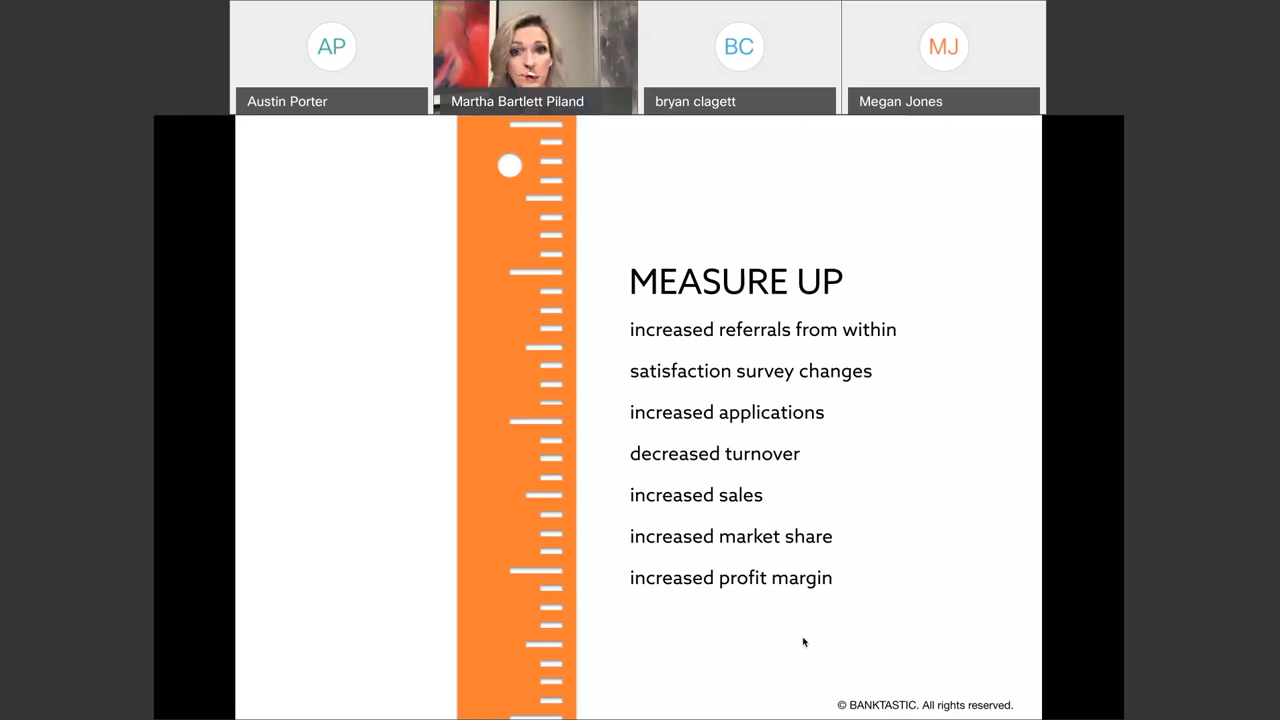 AP
BC
MJ
Austin Porter
Martha Bartlett Piland
bryan clagett
Megan Jones
MEASURE UP
increased referrals from within
satisfaction survey changes
increased applications
decreased turnover
increased sales
increased market share
increased profit margin
© BANKTASTIC. All rights reserved.